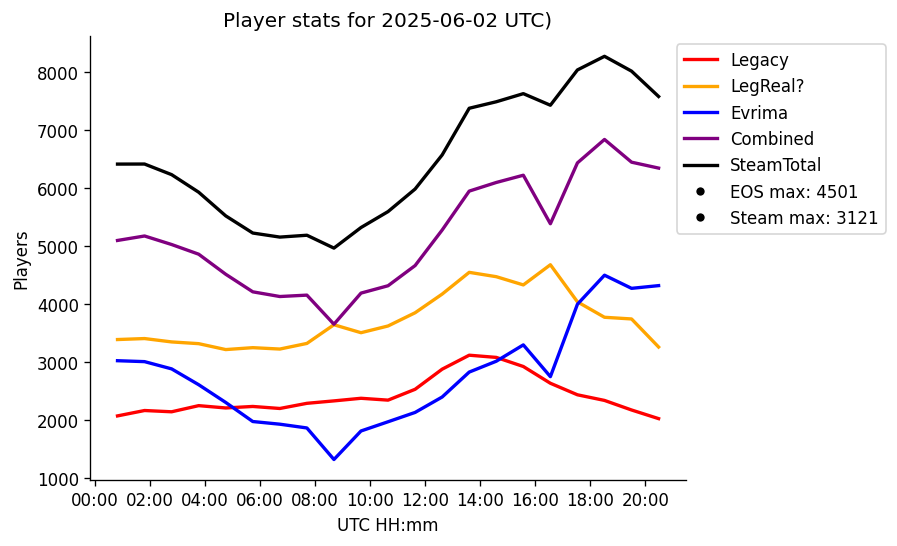 Player stats for 2025-06-02 UTC)
Legacy
LegReal?
Evrima
Combined
SteamTotal
EOS max: 4501
Steam max: 3121
Players
8000
7000
6000
5000
4000
3000
2000
1000
00:00 02:00 04:00 06:00 08:00 10:00 12:00 14:00 16:00 18:00 20:00
UTC HH:mm